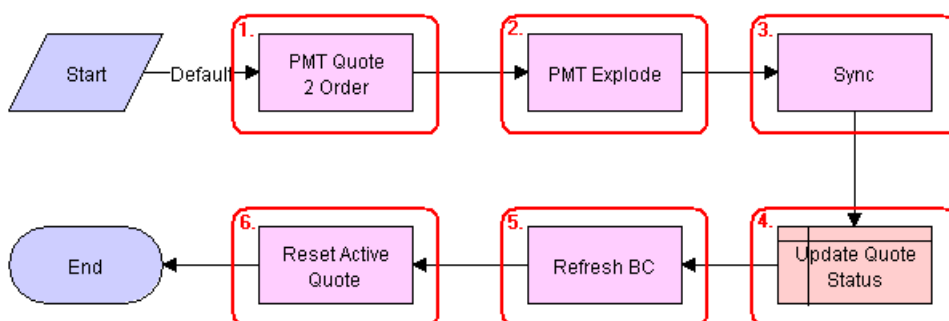 1.
2.
3.
Start
Default
PMT Quote
2 Order
PMT Explode
Sync
6.
5.
4.
End
Reset Active
Quote
Refresh BC
Update Quote
Status